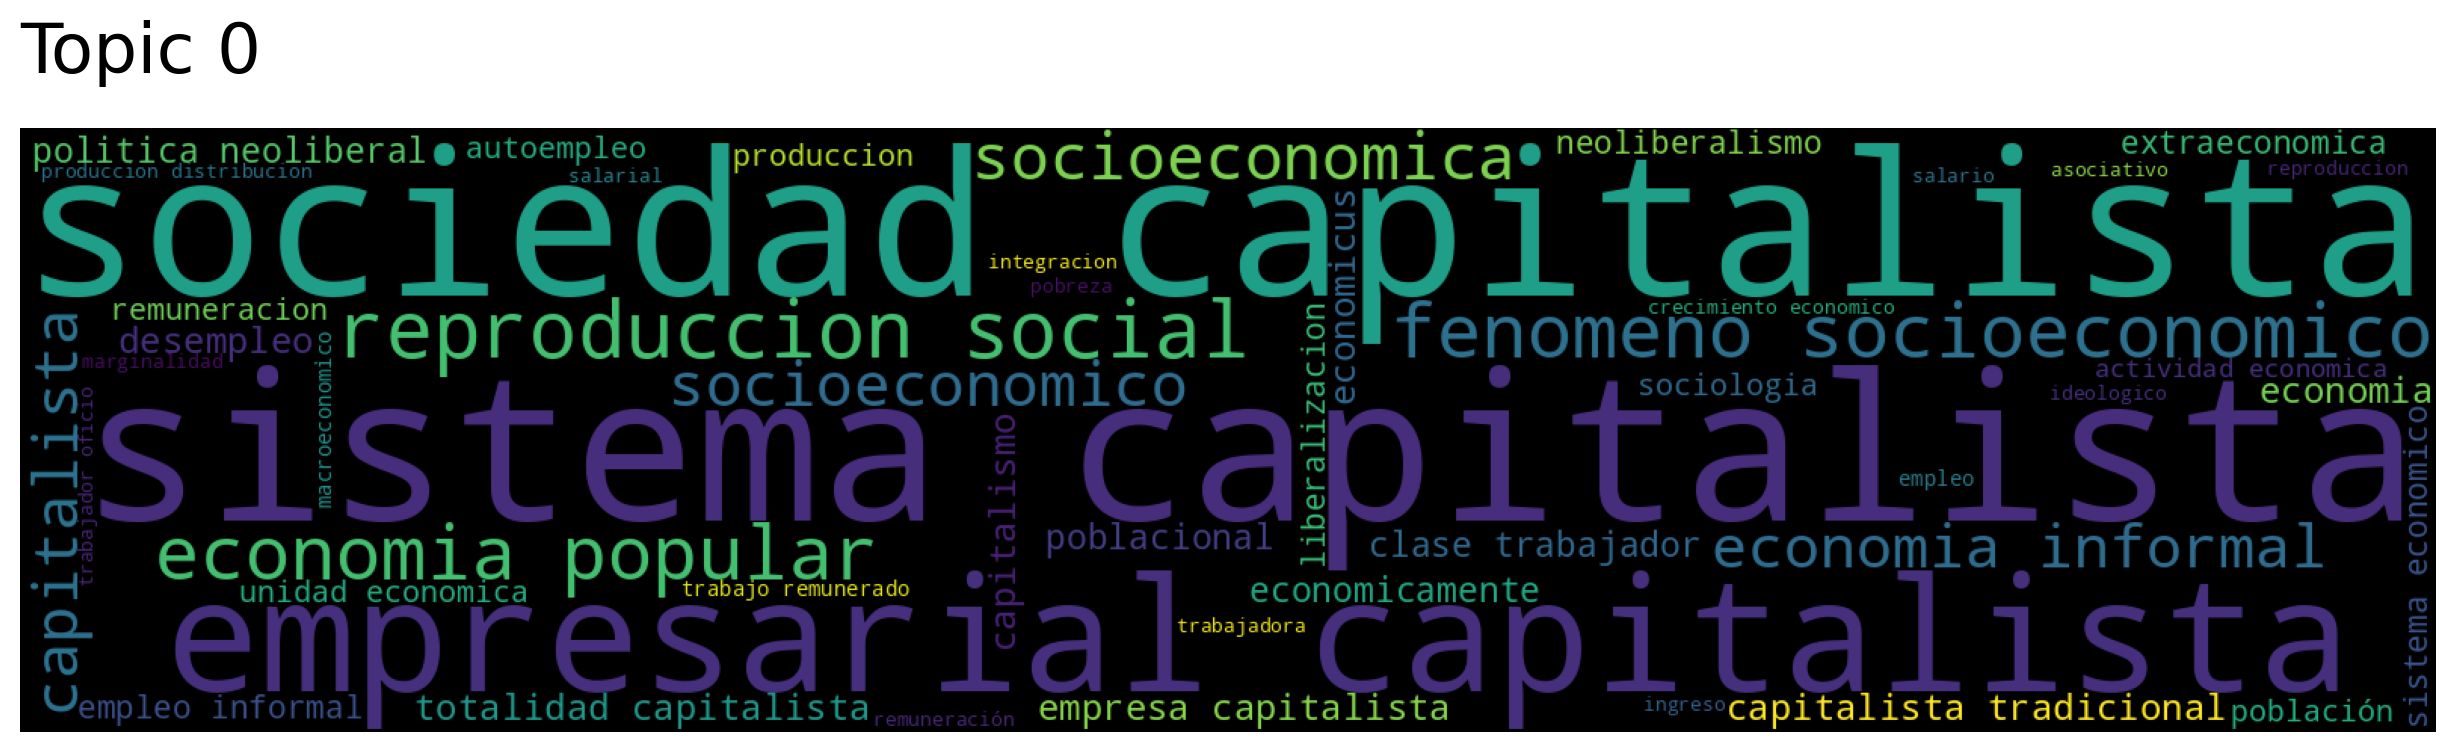 Topic 0
politica neoliberal
autoempleo
produccion
socioeconomica
neoliberalismo
extraeconomica
produccion distribucion
salarial
salario
asociativo
reproduccion
sociedad capitalista
economicus
integracion
pobreza
remuneracion
crecimiento economico
desempleo
reproduccion social
fenomeno socioeconomico
marginalidad
macroeconomico
liberalizacion
capitalista
socioeconomico
sociologia
actividad economica
ideologico
economia
trabajador oficio
sistema capitalista
capitalismo
empleo
sistema economico
poblacional
clase trabajador
economia informal
economia popular
unidad economica
trabajo remunerado
economicamente
trabajadora
empresarial capitalista
empleo informal
totalidad capitalista
remuneración
empresa capitalista
ingreso
capitalista tradicional
población